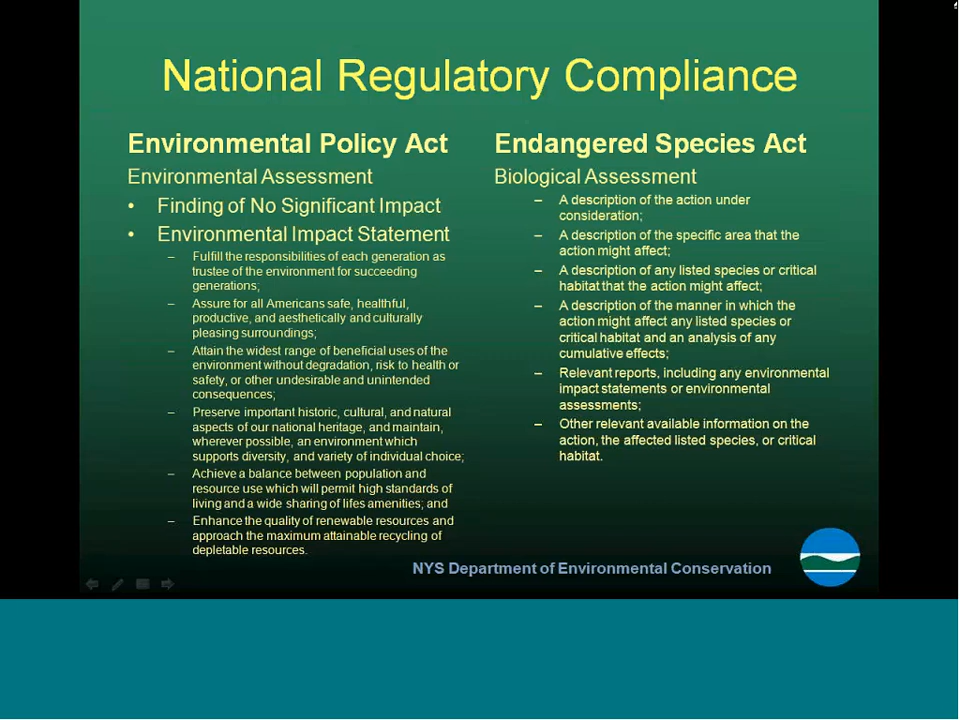 National Regulatory Compliance
Environmental Policy Act
Environmental Assessment
• Finding of No Significant Impact
• Environmental Impact Statement
– Fulfill the responsibilities of each generation as
trustee of the environment for succeeding
generations;
– Assure for all Americans safe, healthful,
productive, and aesthetically and culturally
pleasing surroundings;
– Attain the widest range of beneficial uses of the
environment without degradation, risk to health or
safety, or other undesirable and unintended
consequences;
– Preserve important historic, cultural, and natural
aspects of our national heritage, and maintain,
wherever possible, an environment which
supports diversity, and variety of individual choice;
– Achieve a balance between population and
resource use which will permit high standards of
living and a wide sharing of lifes amenities; and
– Enhance the quality of renewable resources and
approach the maximum attainable recycling of
depletable resources.
Endangered Species Act
Biological Assessment
– A description of the action under
consideration;
– A description of the specific area that the
action might affect;
– A description of any listed species or critical
habitat that the action might affect;
– A description of the manner in which the
action might affect any listed species or
critical habitat and an analysis of any
cumulative effects;
– Relevant reports, including any environmental
impact statements or environmental
assessments;
– Other relevant available information on the
action, the affected listed species, or critical
habitat.
NYS Department of Environmental Conservation